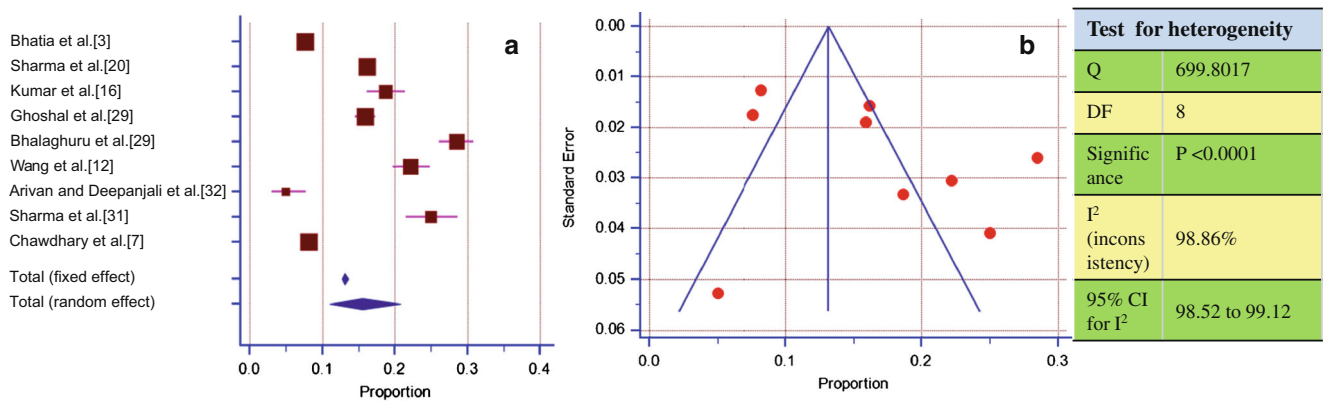 a
Bhatia et al.[3]
Sharma et al.[20]
Kumar et al.[16]
Ghoshal et al.[29]
Bhalaghuru et al.[29]
Wang et al.[12]
Arivan and Deepanjali et al.[32]
Sharma et al.[31]
Chawdhary et al.[7]
Total (fixed effect)
Total (random effect)
0.0 0.1 0.2 0.3 0.4
Proportion
b
0.00
0.01
0.02
0.03
0.04
0.05
0.06
Standard Error
0.0 0.1 0.2 0.3
Proportion
Test for heterogeneity
Q 699.8017
DF 8
Signific
ance P <0.0001
I²
(incons
istency) 98.86%
95% CI
for I² 98.52 to 99.12